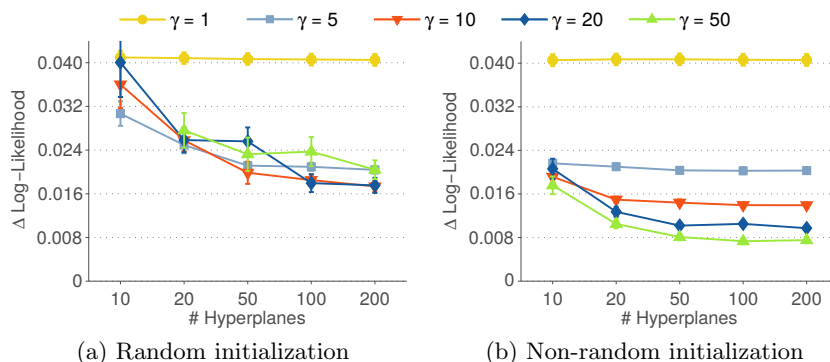 γ = 1 γ = 5 γ = 10 γ = 20 γ = 50
0.040
0.032
0.024
0.016
0.008
0
Δ Log−Likelihood
10 20 50 100 200
# Hyperplanes
(a) Random initialization
0.040
0.032
0.024
0.016
0.008
0
Δ Log−Likelihood
10 20 50 100 200
# Hyperplanes
(b) Non-random initialization